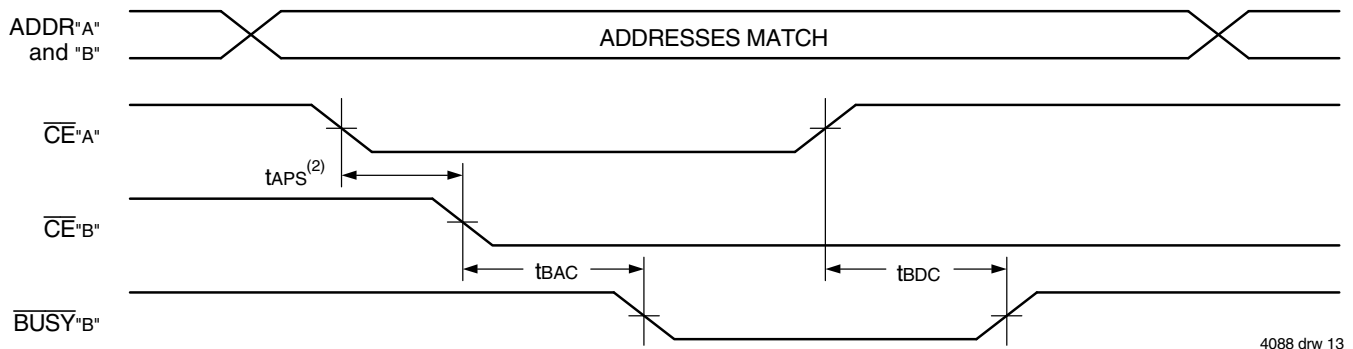 ADDR"A"
and "B"
ADDRESSES MATCH
CE"A"
tAPS(2)
CE"B"
tBAC
tBDC
BUSY"B"
4088 drw 13